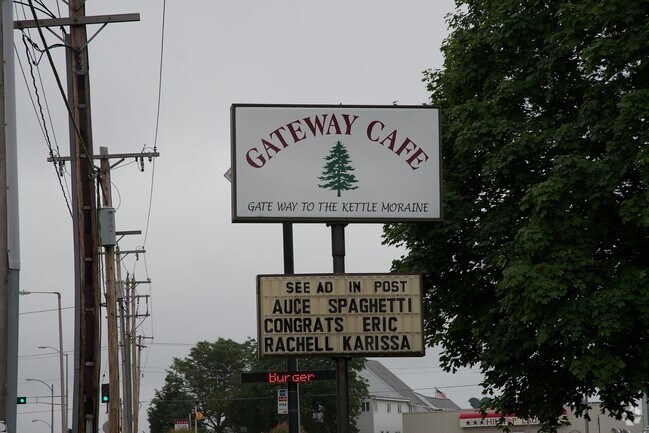 GATEWAY CAFE
GATE WAY TO THE KETTLE MORAINE
SEE AD IN POST
AUCE SPAGHETTI
CONGRATS ERIC
RACHELL KARISSA
Burger